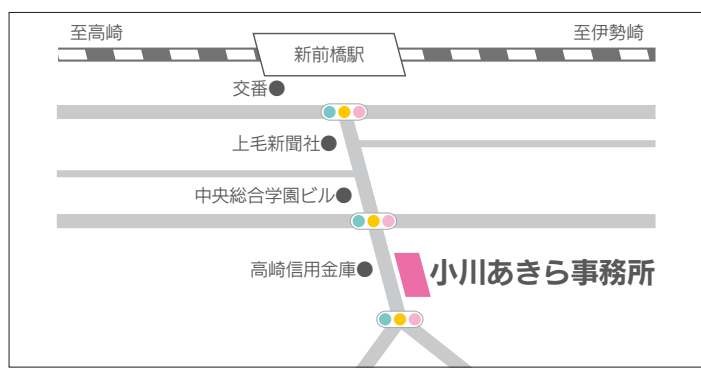 至高崎
至伊勢崎
新前橋駅
交番
上毛新聞社
中央総合学園ビル
高崎信用金庫
小川あきら事務所